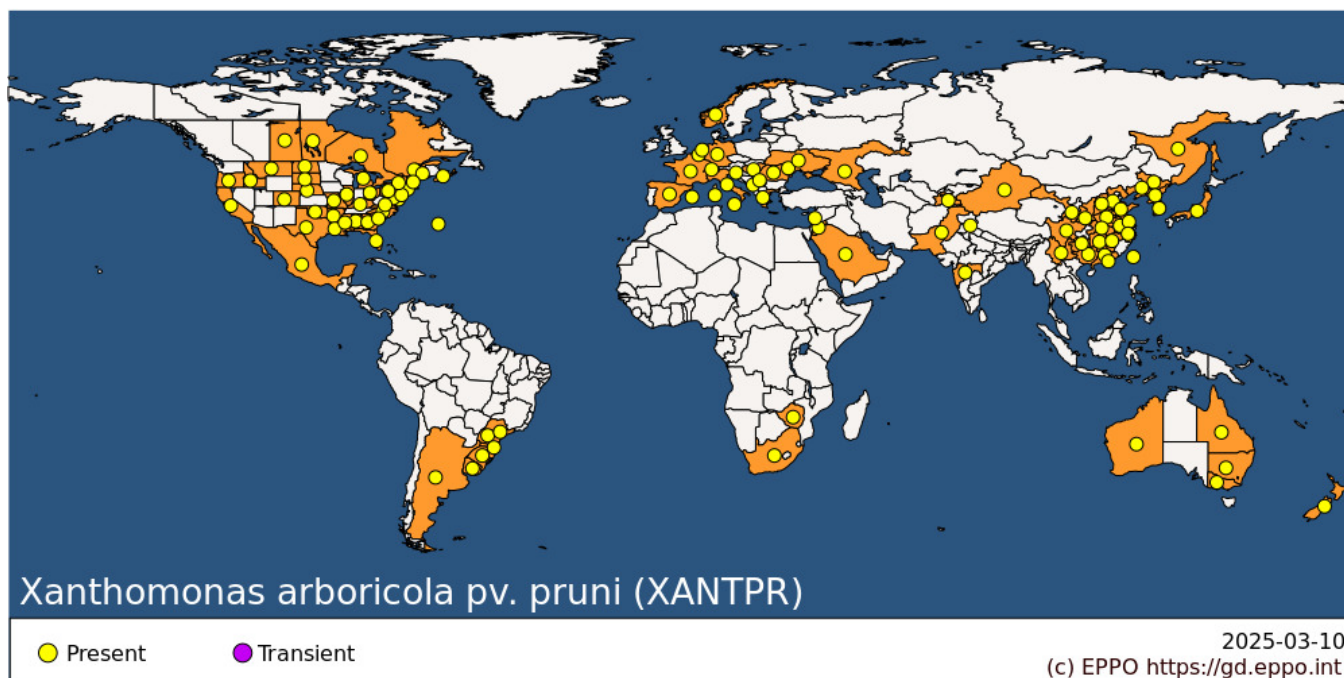 Xanthomonas arboricola pv. pruni (XANTPR)
Present
Transient
2025-03-10
(c) EPPO https://gd.eppo.int